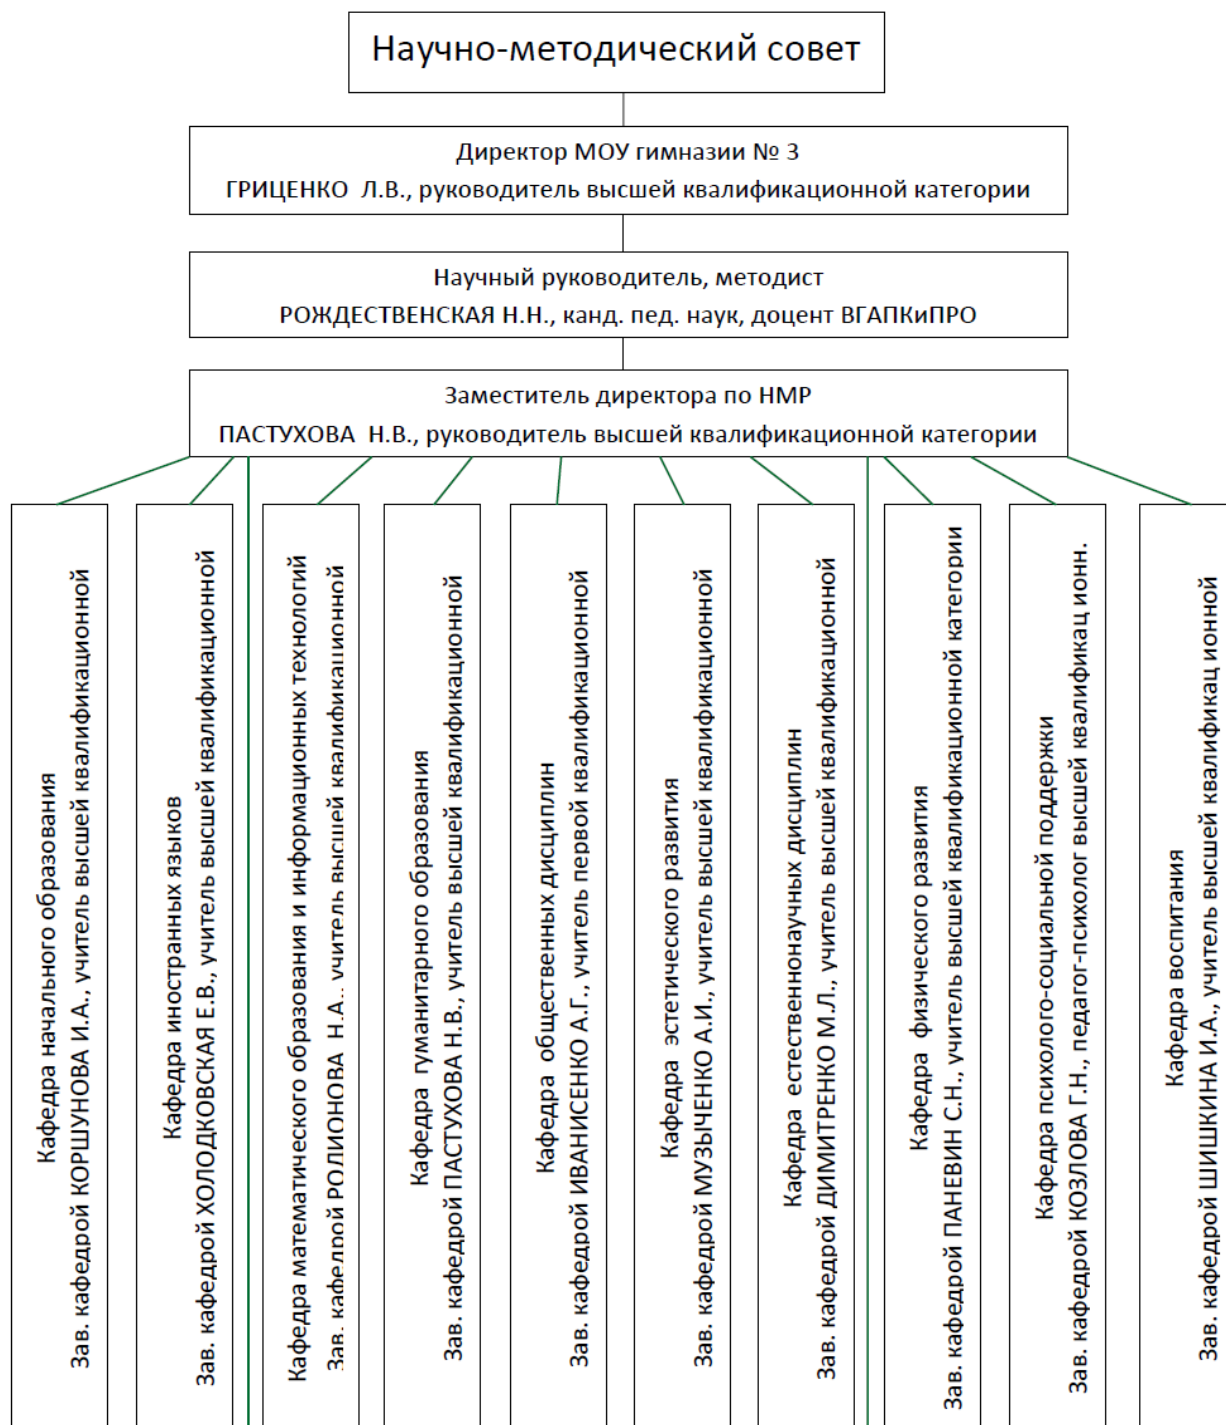 Научно-методический совет
Директор МОУ гимназии № 3
ГРИЦЕНКО Л.В., руководитель высшей квалификационной категории
Научный руководитель, методист
РОЖДЕСТВЕНСКАЯ Н.Н., канд. пед. наук, доцент ВГАПКиПРО
Заместитель директора по НМР
ПАСТУХОВА Н.В., руководитель высшей квалификационной категории
Кафедра начального образования
Зав. кафедрой КОРШУНОВА И.А., учитель высшей квалификационной
Кафедра иностранных языков
Зав. кафедрой ХОЛОДКОВСКАЯ Е.В., учитель высшей квалификационной
Кафедра математического образования и информационных технологий
Зав. кафедрой РОДИОНОВА Н.А., учитель высшей квалификационной
Кафедра гуманитарного образования
Зав. кафедрой ПАСТУХОВА Н.В., учитель высшей квалификационной
Кафедра общественных дисциплин
Зав. кафедрой ИВАНИСЕНКО А.Г., учитель первой квалификационной
Кафедра эстетического развития
Зав. кафедрой МУЗЫЧЕНКО А.И., учитель высшей квалификационной
Кафедра естественнонаучных дисциплин
Зав. кафедрой ДИМИТРЕНКО М.Л., учитель высшей квалификационной
Кафедра физического развития
Зав. кафедрой ПАНЕВИН С.Н., учитель высшей квалификационной категории
Кафедра психолого-социальной поддержки
Зав. кафедрой КОЗЛОВА Г.Н., педагог-психолог высшей квалификац ионн.
Кафедра воспитания
Зав. кафедрой ШИШКИНА И.А., учитель высшей квалификац ионной